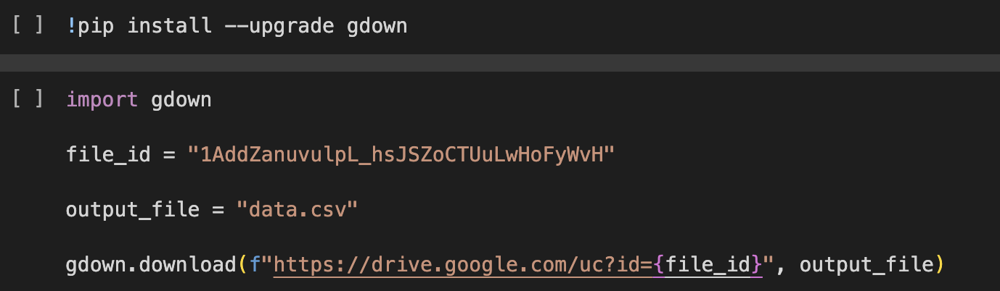 [ ] !pip install --upgrade gdown
[ ] import gdown
file_id = "1AddZanuvulpL_hsJSZoCTUuLwHoFyWvH"
output_file = "data.csv"
gdown.download(f"https://drive.google.com/uc?id={file_id}", output_file)